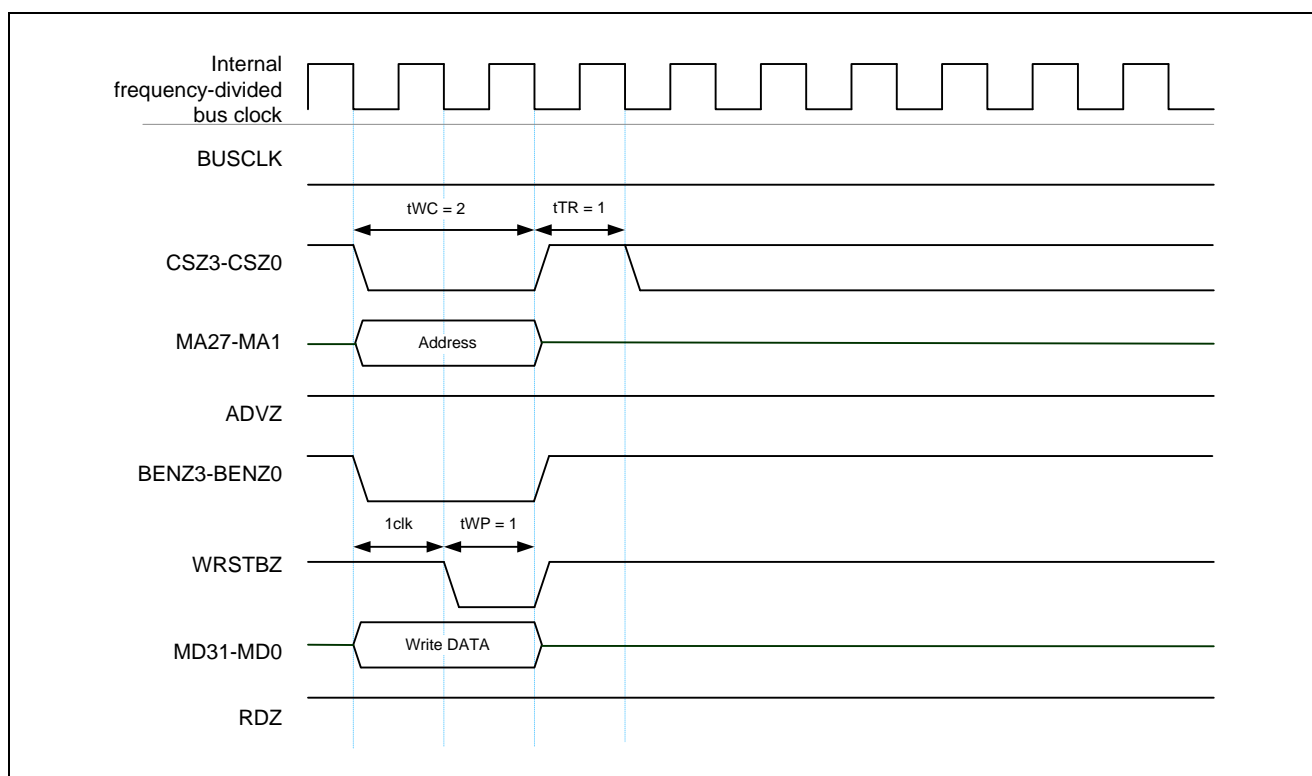 Internal
frequency-divided
bus clock
BUSCLK
tWC = 2
tTR = 1
CSZ3-CSZ0
MA27-MA1
Address
ADVZ
BENZ3-BENZ0
1clk
tWP = 1
WRSTBZ
MD31-MD0
Write DATA
RDZ